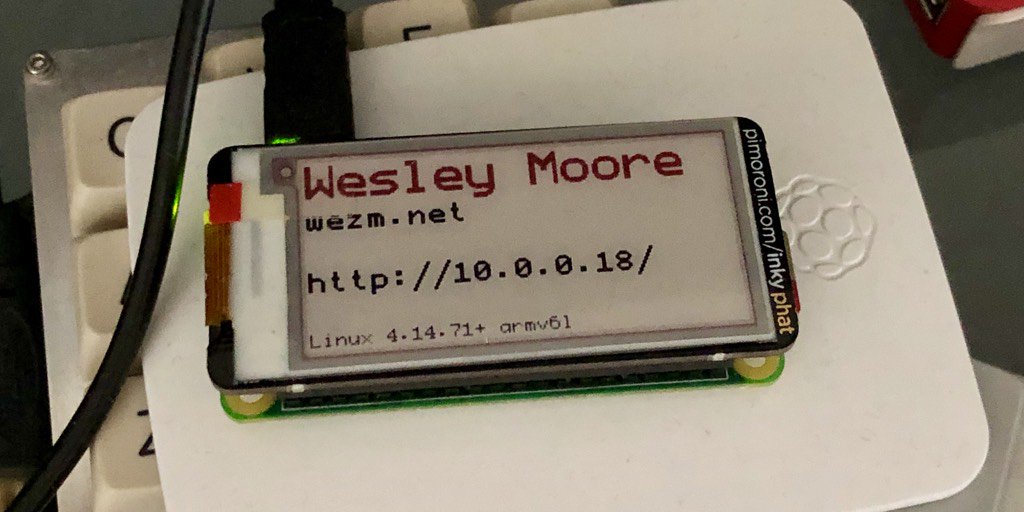 Wesley Moore
wezm.net
http://10.0.0.18/
Linux 4.14.71+ armv6l
pimoroni.com/inkyphat